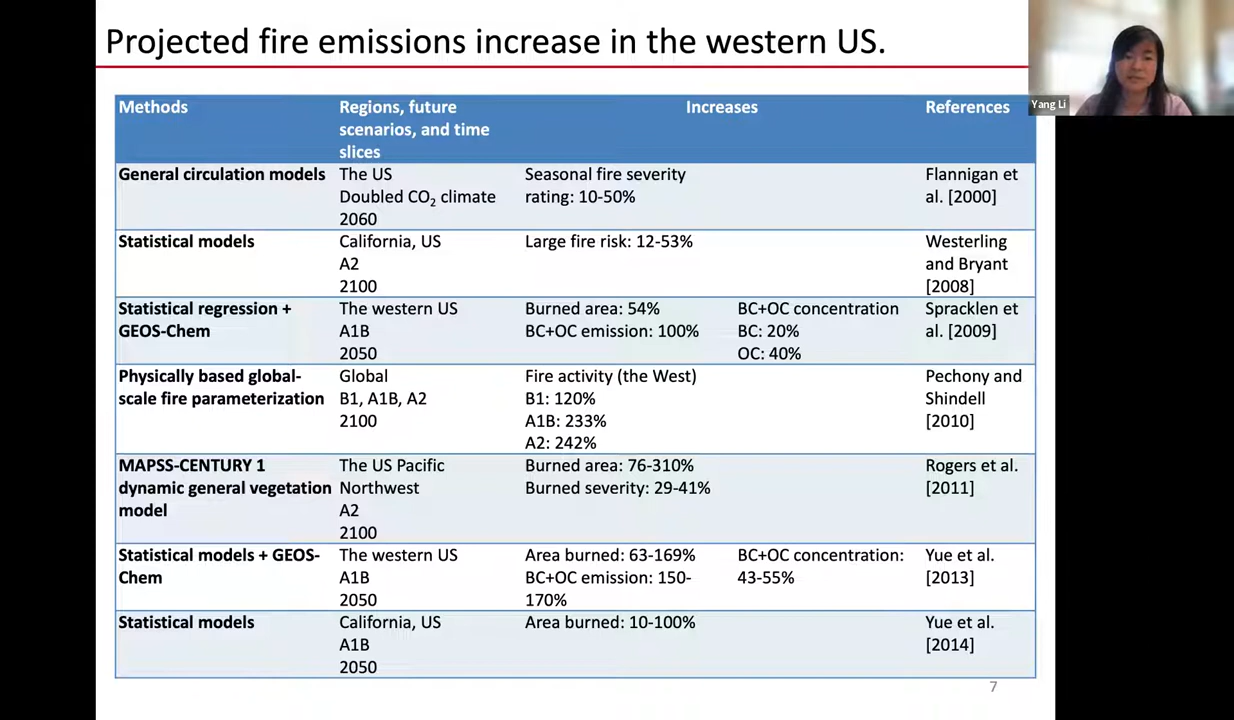 Projected fire emissions increase in the western US.
Yang Li
Methods
Regions, future
scenarios, and time
slices
Increases
References
General circulation models
The US
Doubled CO₂ climate
2060
Seasonal fire severity
rating: 10-50%
Flannigan et
al. [2000]
Statistical models
California, US
A2
2100
Large fire risk: 12-53%
Westerling
and Bryant
[2008]
Statistical regression +
GEOS-Chem
The western US
A1B
2050
Burned area: 54%
BC+OC emission: 100%
BC+OC concentration
BC: 20%
OC: 40%
Spracklen et
al. [2009]
Physically based global-
scale fire parameterization
Global
B1, A1B, A2
2100
Fire activity (the West)
B1: 120%
A1B: 233%
A2: 242%
Pechony and
Shindell
[2010]
MAPSS-CENTURY 1
dynamic general vegetation
model
The US Pacific
Northwest
A2
2100
Burned area: 76-310%
Burned severity: 29-41%
Rogers et al.
[2011]
Statistical models + GEOS-
Chem
The western US
A1B
2050
Area burned: 63-169%
BC+OC emission: 150-
170%
BC+OC concentration:
43-55%
Yue et al.
[2013]
Statistical models
California, US
A1B
2050
Area burned: 10-100%
Yue et al.
[2014]
7